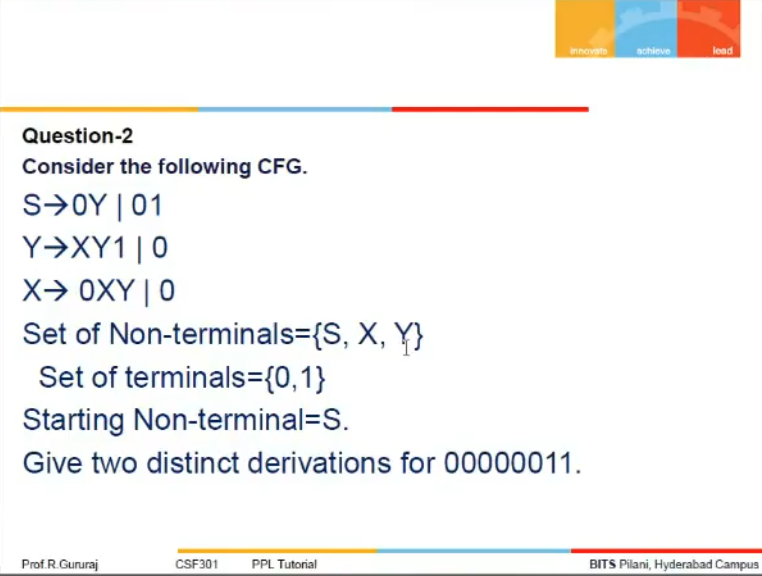 innovate achieve lead
Question-2
Consider the following CFG.
S→0Y | 01
Y→XY1 | 0
X→ 0XY | 0
Set of Non-terminals={S, X, Y}
Set of terminals={0,1}
Starting Non-terminal=S.
Give two distinct derivations for 00000011.
Prof.R.Gururaj CSF301 PPL Tutorial BITS Pilani, Hyderabad Campus